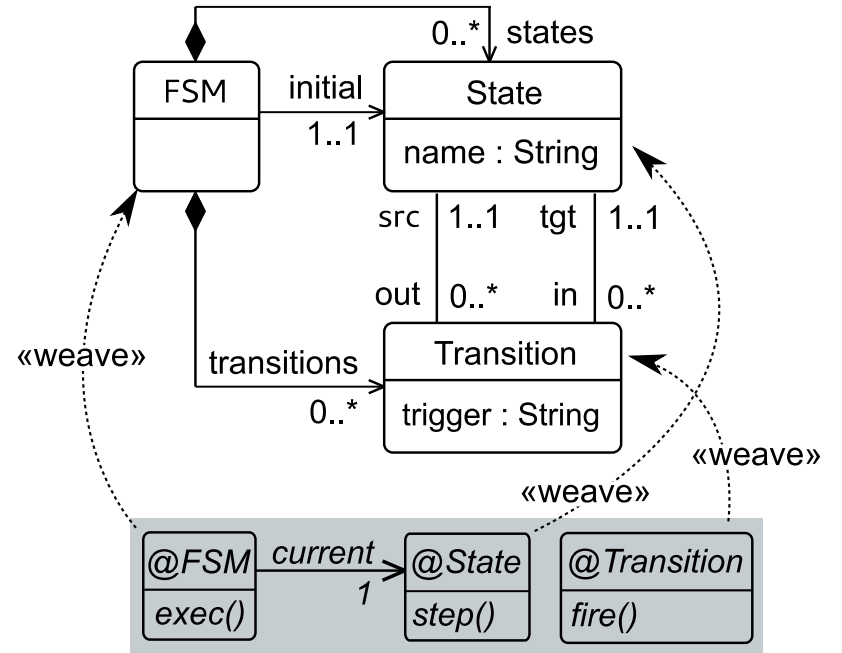 0..* states
FSM
initial
1..1
State
name : String
src 1..1 tgt 1..1
out 0..* in 0..*
«weave»
transitions
0..*
Transition
trigger : String
«weave»
«weave»
@FSM
exec()
current
1
@State
step()
@Transition
fire()